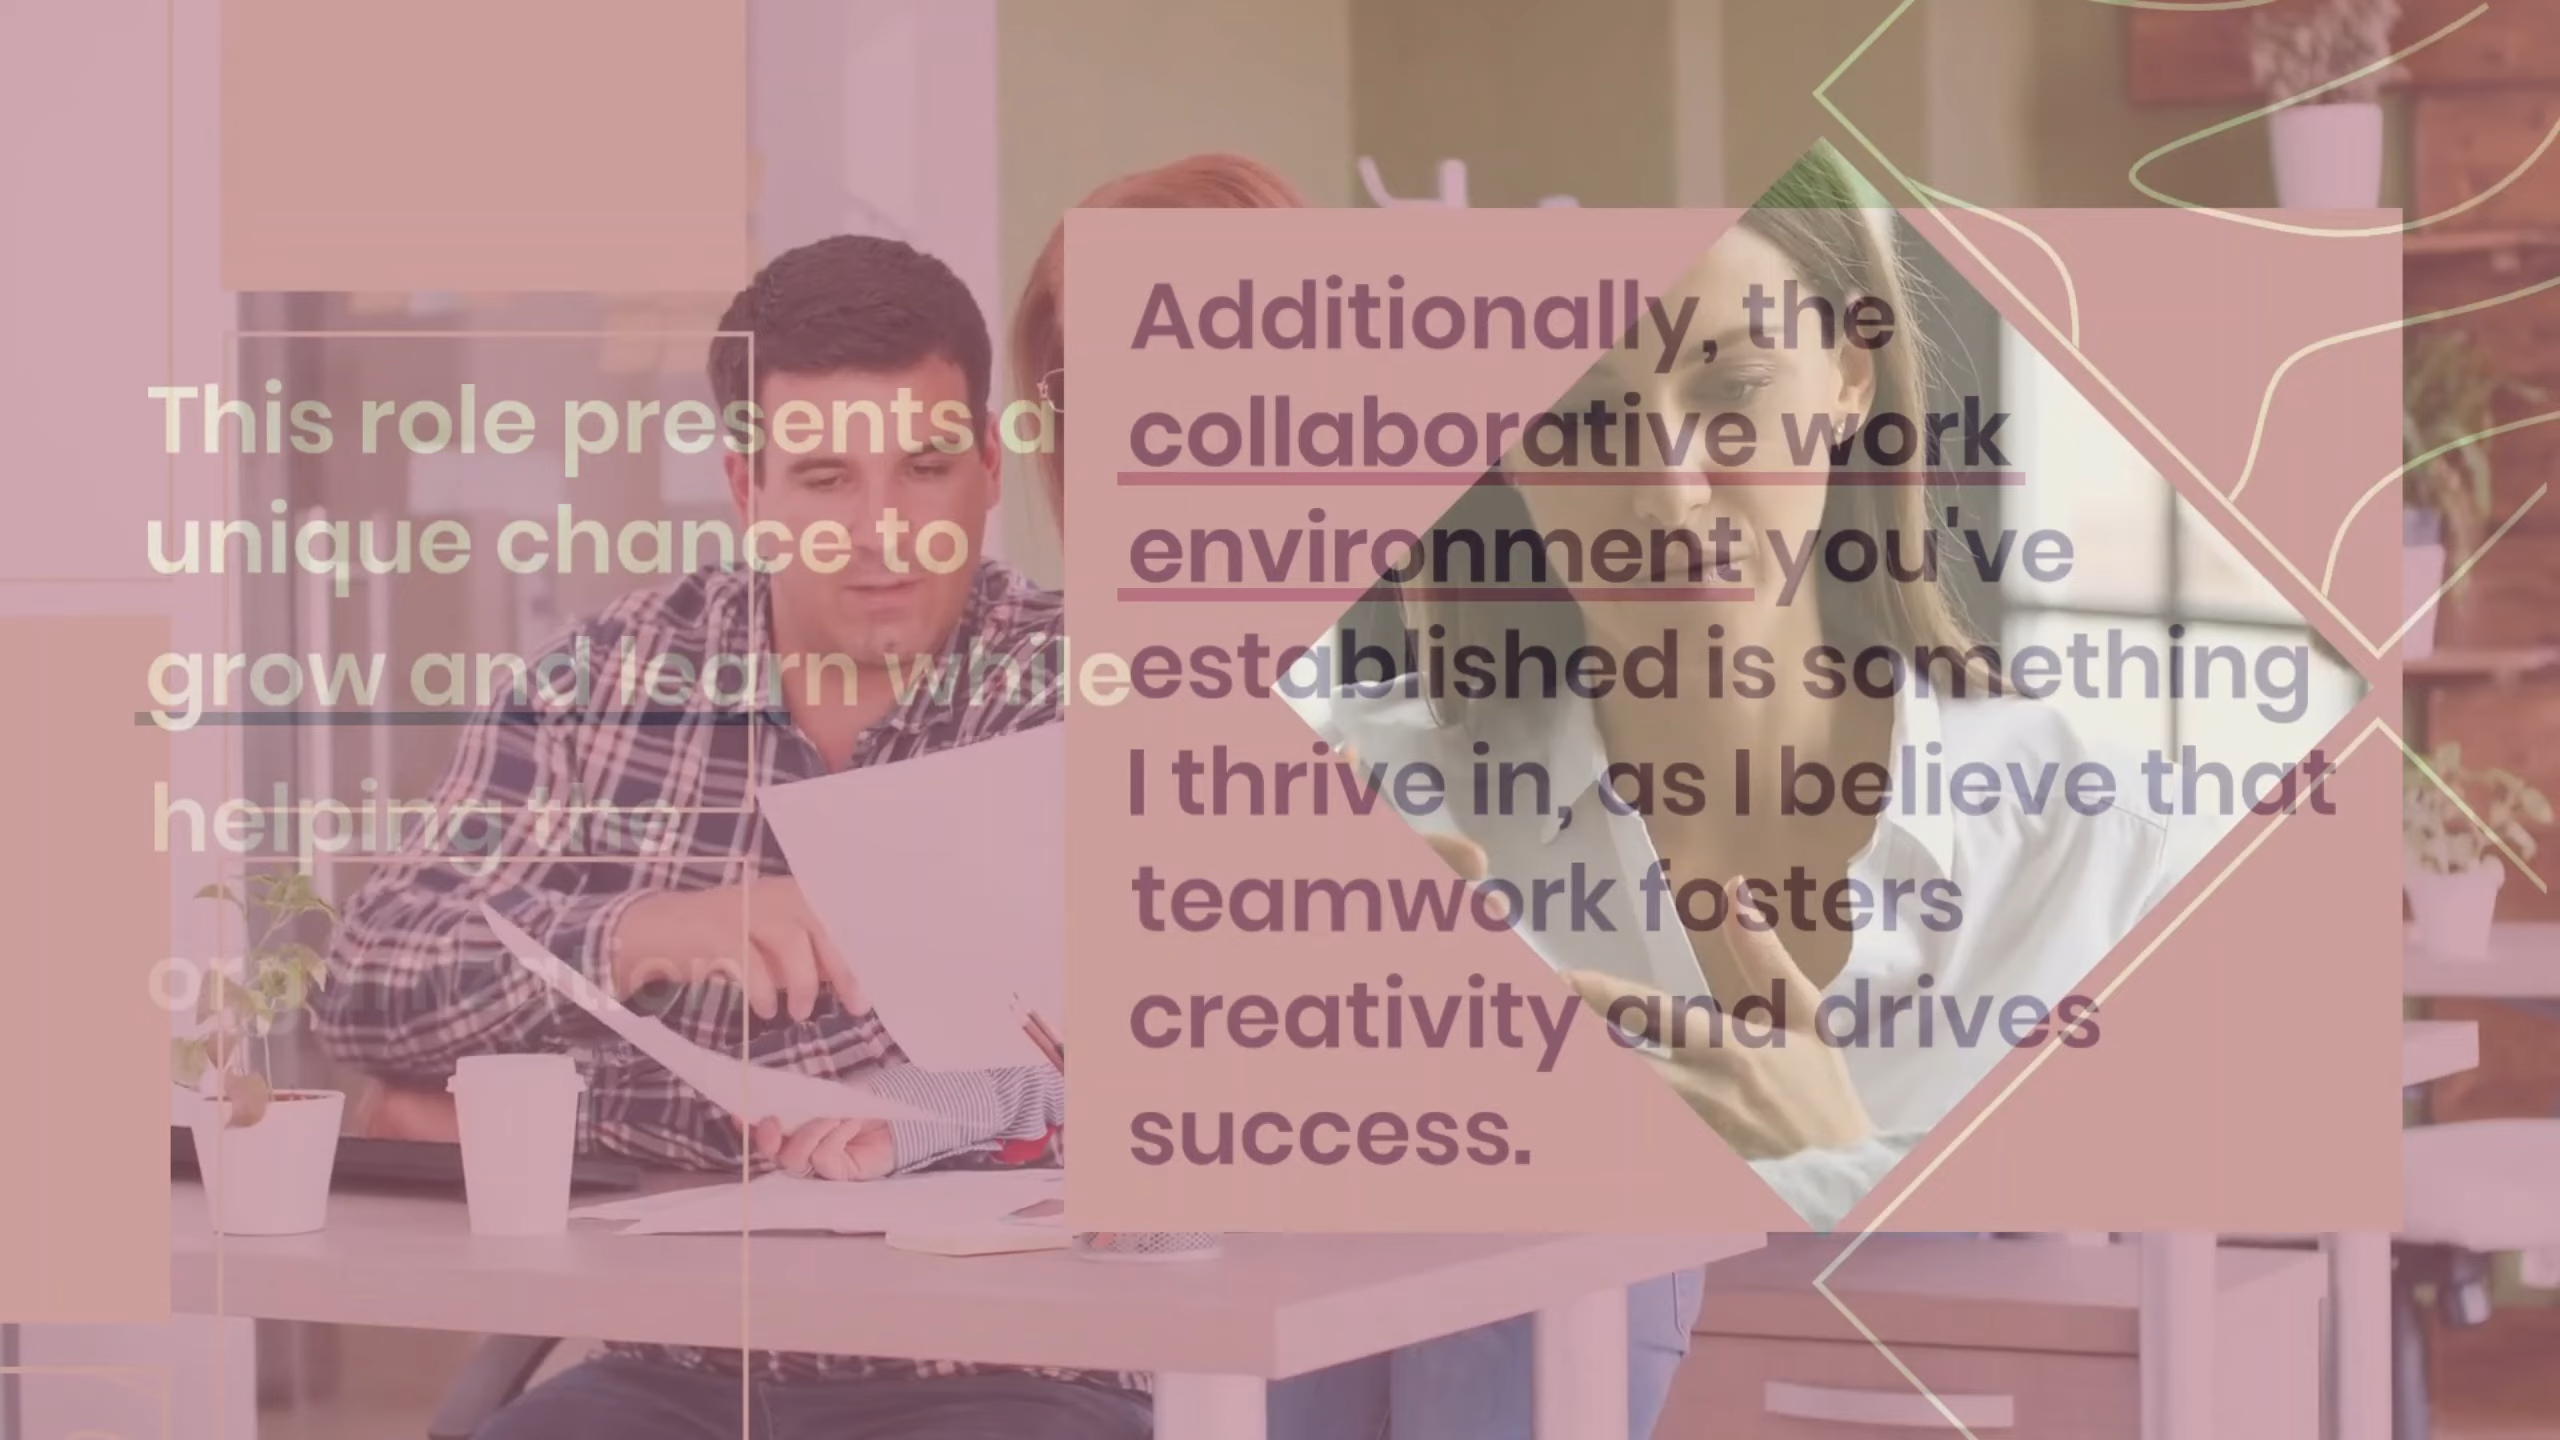 This role presents a
unique chance to
grow and learn while
helping the
organization
Additionally, the
collaborative work
environment you've
established is something
I thrive in, as I believe that
teamwork fosters
creativity and drives
success.